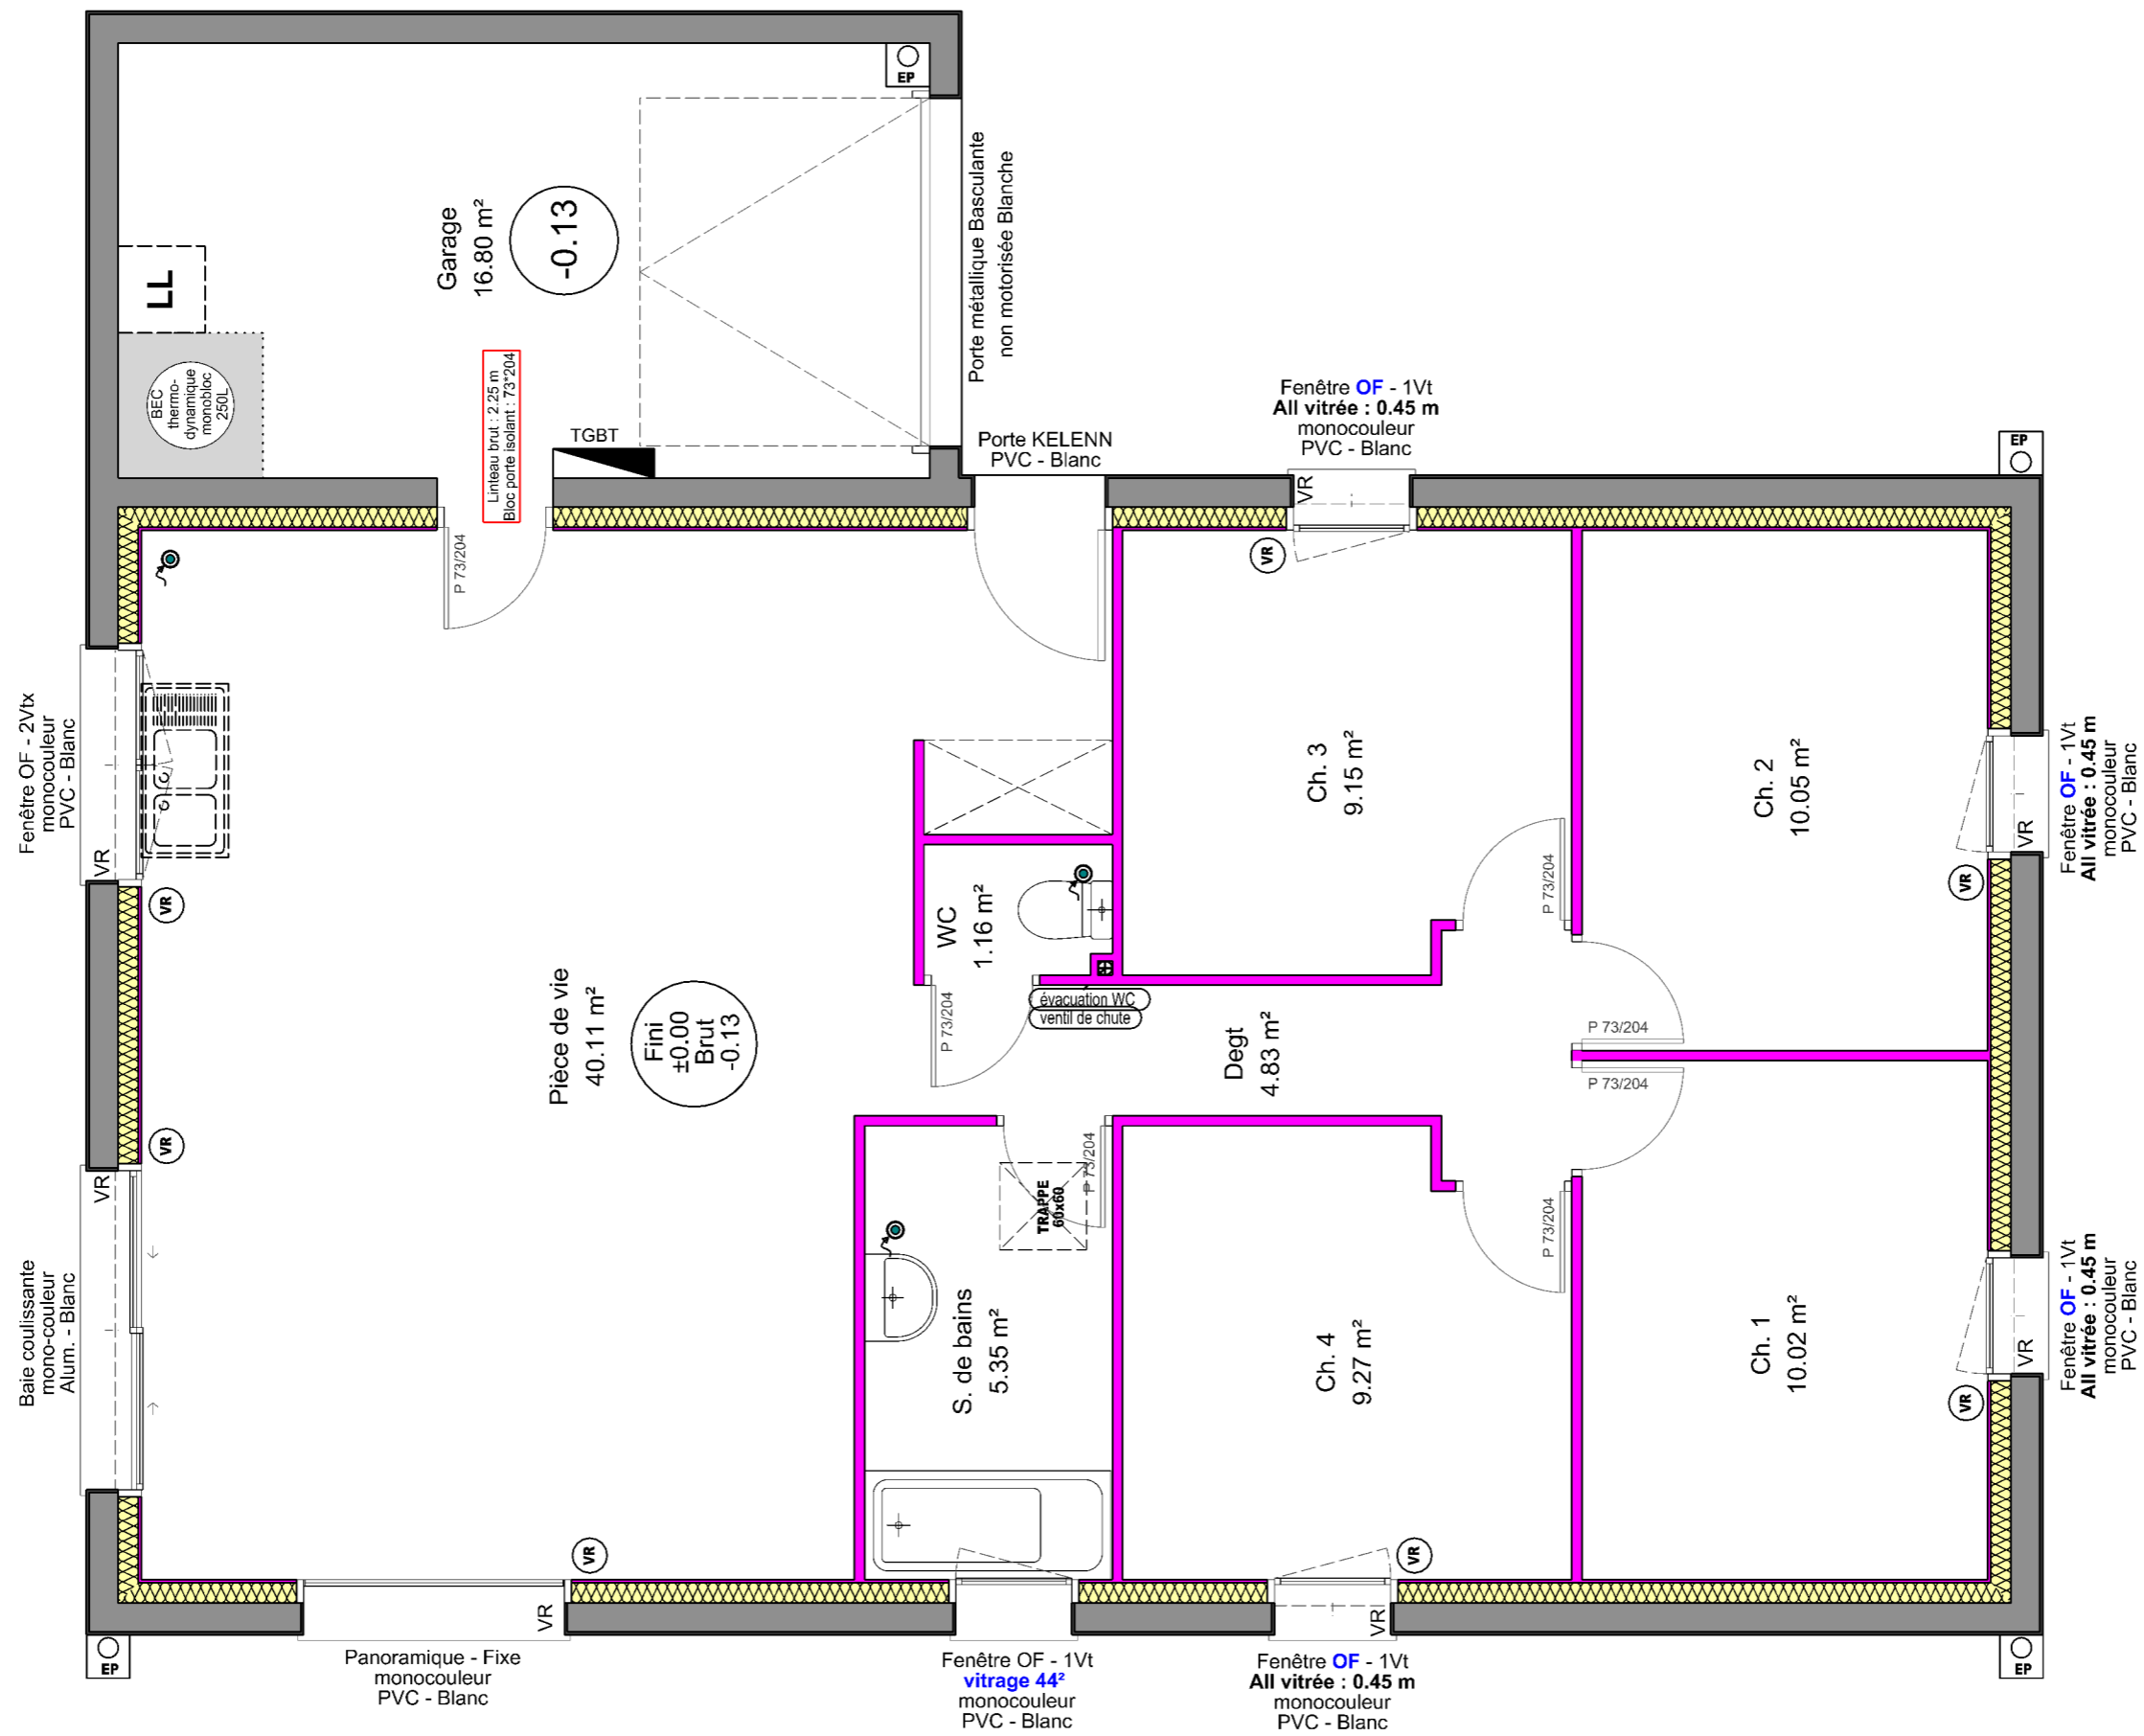 EP
Garage
16.80 m²
-0.13
LL
BEC
thermo-
dynamique
monobloc
250L
Linteau brut : 2.25 m
Bloc porte isolant : 73*204
TGBT
Porte métallique Basculante
non motorisée Blanche
Porte KELENN
PVC - Blanc
Fenêtre OF - 1Vt
All vitrée : 0.45 m
monocouleur
PVC - Blanc
VR
VR
EP
P 73/204
Fenêtre OF - 2Vtx
monocouleur
PVC - Blanc
VR
VR
Pièce de vie
40.11 m²
Fini
±0.00
Brut
-0.13
WC
1.16 m²
P 73/204
évacuation WC
ventil de chute
Ch. 3
9.15 m²
P 73/204
Ch. 2
10.05 m²
P 73/204
VR
VR
Fenêtre OF - 1Vt
All vitrée : 0.45 m
monocouleur
PVC - Blanc
Degt
4.83 m²
Baie coulissante
mono-couleur
Alum. - Blanc
VR
VR
P 73/204
TRAPPE
60x60
S. de bains
5.35 m²
Ch. 4
9.27 m²
P 73/204
P 73/204
Ch. 1
10.02 m²
VR
VR
Fenêtre OF - 1Vt
All vitrée : 0.45 m
monocouleur
PVC - Blanc
EP
VR
VR
Panoramique - Fixe
monocouleur
PVC - Blanc
Fenêtre OF - 1Vt
vitrage 44²
monocouleur
PVC - Blanc
VR
VR
Fenêtre OF - 1Vt
All vitrée : 0.45 m
monocouleur
PVC - Blanc
EP